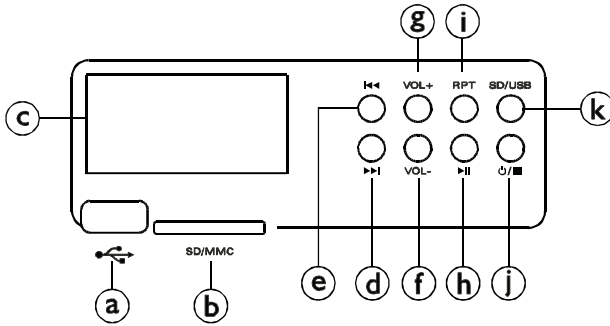 g i
VOL+ RPT SD/USB
c
k
e
VOL-
SD/MMC
a b d f h j